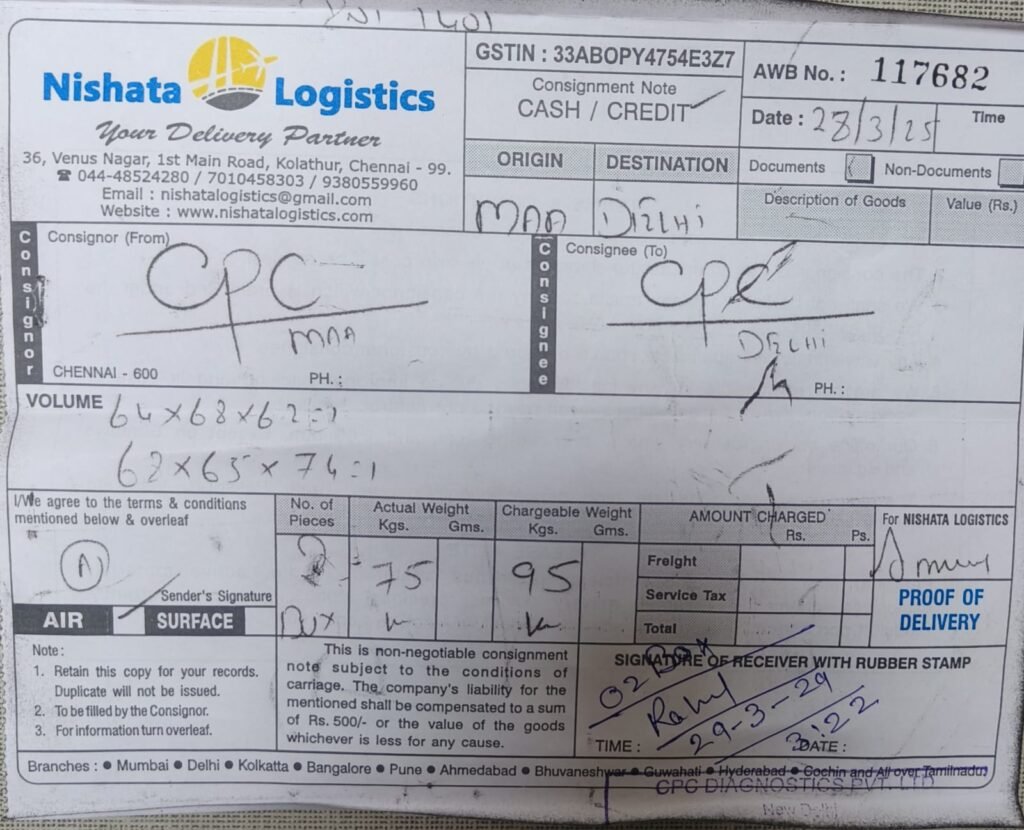 Nishata Logistics
Your Delivery Partner
36, Venus Nagar, 1st Main Road, Kolathur, Chennai - 99.
☎ 044-48524280 / 7010458303 / 9380559960
Email : nishatalogistics@gmail.com
Website : www.nishatalogistics.com
GSTIN : 33ABOPY4754E3Z7
Consignment Note
CASH / CREDIT ✓
AWB No. : 117682
Date : 28/3/25 Time
ORIGIN DESTINATION
MAA DELHI
Documents Non-Documents
Description of Goods Value (Rs.)
Consignor
Consignor (From)
CPC
MAA
CHENNAI - 600 PH. :
Consignee
Consignee (To)
CPC
DELHI
PH. :
VOLUME 64×68×62=1
68×65×74=1
I/We agree to the terms & conditions
mentioned below & overleaf
Sender's Signature
AIR SURFACE
No. of Pieces
2
Box
Actual Weight
Kgs. Gms.
75
Chargeable Weight
Kgs. Gms.
95
AMOUNT CHARGED
Rs. Ps.
Freight
Service Tax
Total
For NISHATA LOGISTICS
PROOF OF
DELIVERY
Note :
1. Retain this copy for your records.
Duplicate will not be issued.
2. To be filled by the Consignor.
3. For information turn overleaf.
This is non-negotiable consignment
note subject to the conditions of
carriage. The company's liability for the
mentioned shall be compensated to a sum
of Rs. 500/- or the value of the goods
whichever is less for any cause.
SIGNATURE OF RECEIVER WITH RUBBER STAMP
02 Box
Rahul
29-3-29
3:22
TIME : DATE :
Branches : ● Mumbai ● Delhi ● Kolkatta ● Bangalore ● Pune ● Ahmedabad ● Bhuvaneshwar ● Guwahati ● Hyderabad ● Cochin and All over Tamilnadu
CPC DIAGNOSTICS PVT. LTD
New Delhi